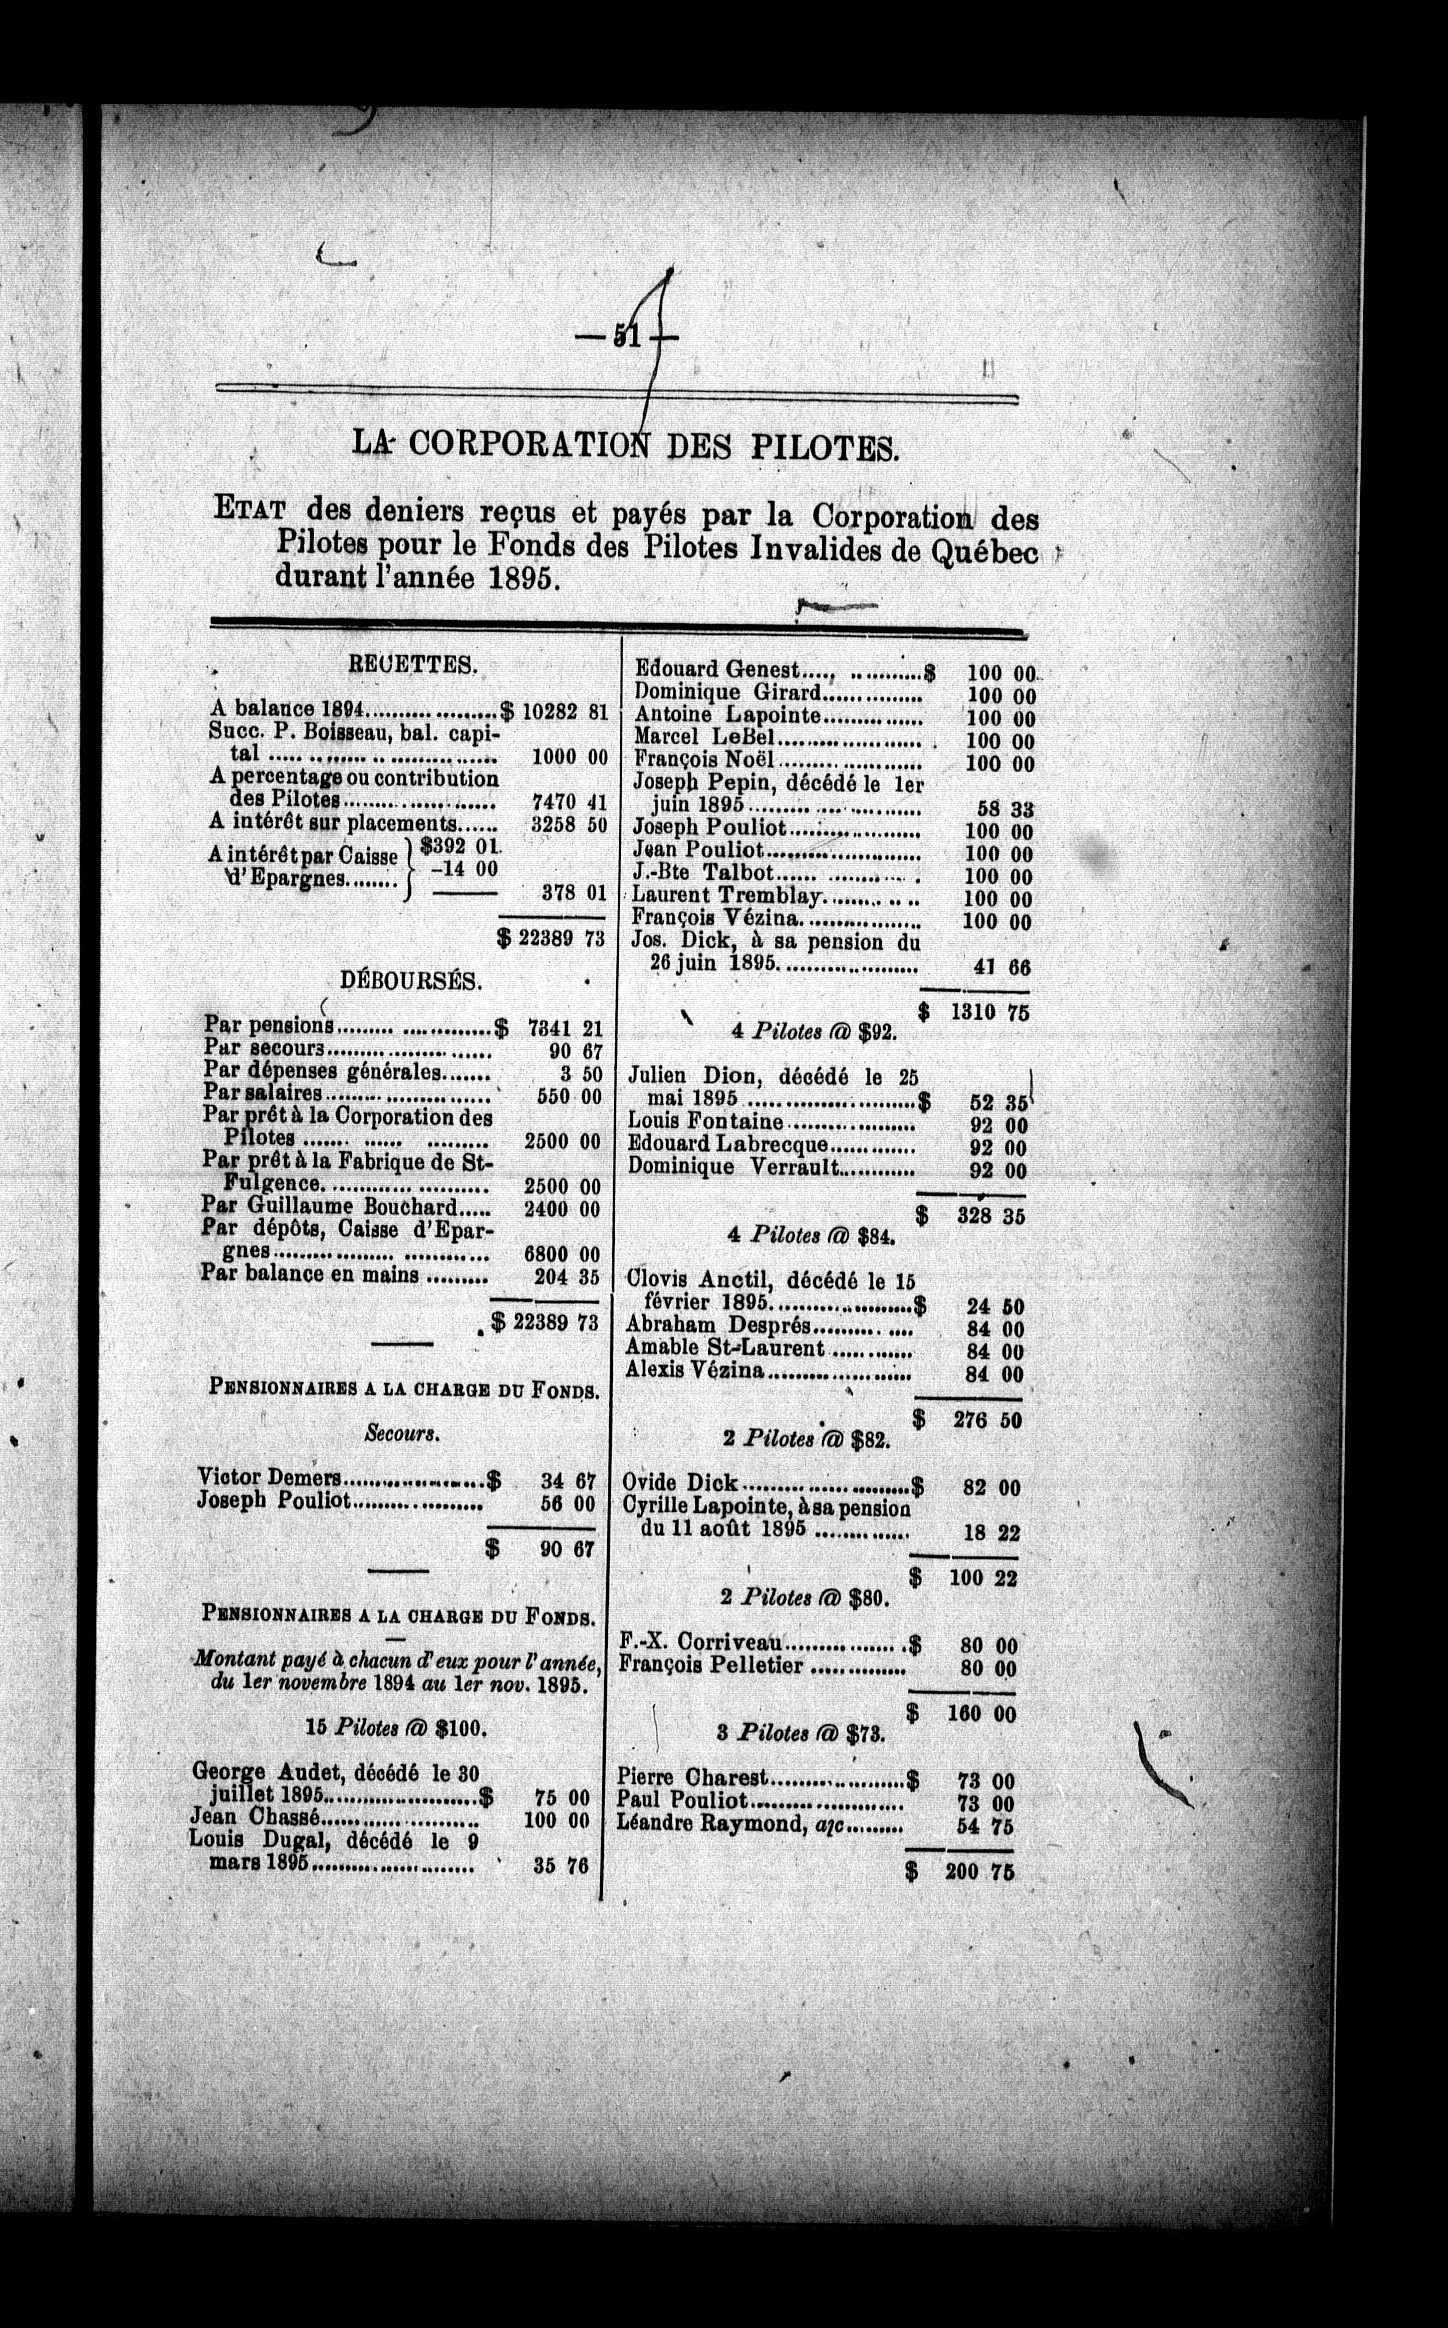 — 51 —
LA CORPORATION DES PILOTES.
ETAT des deniers reçus et payés par la Corporation des
Pilotes pour le Fonds des Pilotes Invalides de Québec
durant l'année 1895.
RECETTES.
A balance 1894.................$ 10282 81
Succ. P. Boisseau, bal. capi-
tal ........................ 1000 00
A percentage ou contribution
des Pilotes..................... 7470 41
A intérêt sur placements...... 3258 50
A intérêt par Caisse } $392 01
d'Epargnes........ } –14 00
378 01
$ 22389 73
DÉBOURSÉS.
Par pensions......................$ 7341 21
Par secours........................ 90 67
Par dépenses générales....... 3 50
Par salaires........................ 550 00
Par prêt à la Corporation des
Pilotes ....... ...... ......... 2500 00
Par prêt à la Fabrique de St-
Fulgence. ....................... 2500 00
Par Guillaume Bouchard..... 2400 00
Par dépôts, Caisse d'Epar-
gnes.............................. 6800 00
Par balance en mains ......... 204 35
$ 22389 73
PENSIONNAIRES A LA CHARGE DU FONDS.
Secours.
Victor Demers.....................$ 34 67
Joseph Pouliot................... 56 00
$ 90 67
PENSIONNAIRES A LA CHARGE DU FONDS.
Montant payé à chacun d'eux pour l'année,
du 1er novembre 1894 au 1er nov. 1895.
15 Pilotes @ $100.
George Audet, décédé le 30
juillet 1895.......................$ 75 00
Jean Chassé........................ 100 00
Louis Dugal, décédé le 9
mars 1895........................ 35 76
Edouard Genest..... ...........$ 100 00
Dominique Girard............... 100 00
Antoine Lapointe............... 100 00
Marcel LeBel...................... 100 00
François Noël..................... 100 00
Joseph Pepin, décédé le 1er
juin 1895......................... 58 33
Joseph Pouliot.................... 100 00
Jean Pouliot........................ 100 00
J.-Bte Talbot...... ............ 100 00
Laurent Tremblay............. 100 00
François Vézina................. 100 00
Jos. Dick, à sa pension du
26 juin 1895..................... 41 66
$ 1310 75
4 Pilotes @ $92.
Julien Dion, décédé le 25
mai 1895 ........................$ 52 35
Louis Fontaine................... 92 00
Edouard Labrecque............. 92 00
Dominique Verrault............ 92 00
$ 328 35
4 Pilotes @ $84.
Clovis Anctil, décédé le 15
février 1895.....................$ 24 50
Abraham Després.......... .... 84 00
Amable St-Laurent ............ 84 00
Alexis Vézina..................... 84 00
$ 276 50
2 Pilotes @ $82.
Ovide Dick........................$ 82 00
Cyrille Lapointe, à sa pension
du 11 août 1895 .............. 18 22
$ 100 22
2 Pilotes @ $80.
F.-X. Corriveau..................$ 80 00
François Pelletier .............. 80 00
$ 160 00
3 Pilotes @ $73.
Pierre Charest....................$ 73 00
Paul Pouliot....................... 73 00
Léandre Raymond, a/c......... 54 75
$ 200 75